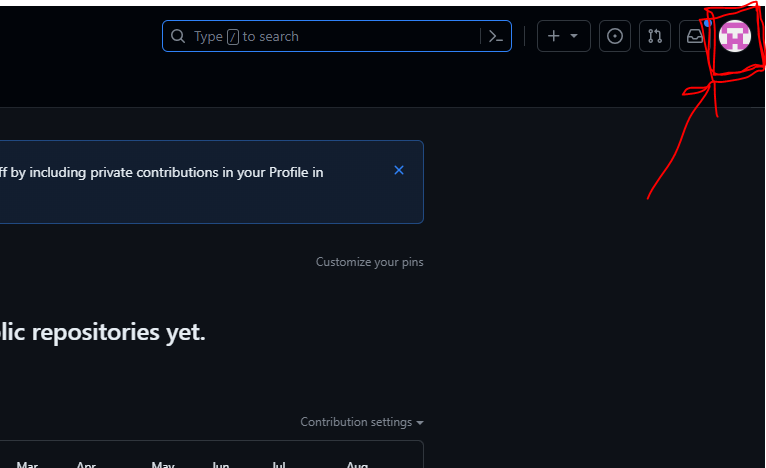 Type / to search
ff by including private contributions in your Profile in
Customize your pins
lic repositories yet.
Contribution settings
Mar Apr May Jun Jul Aug